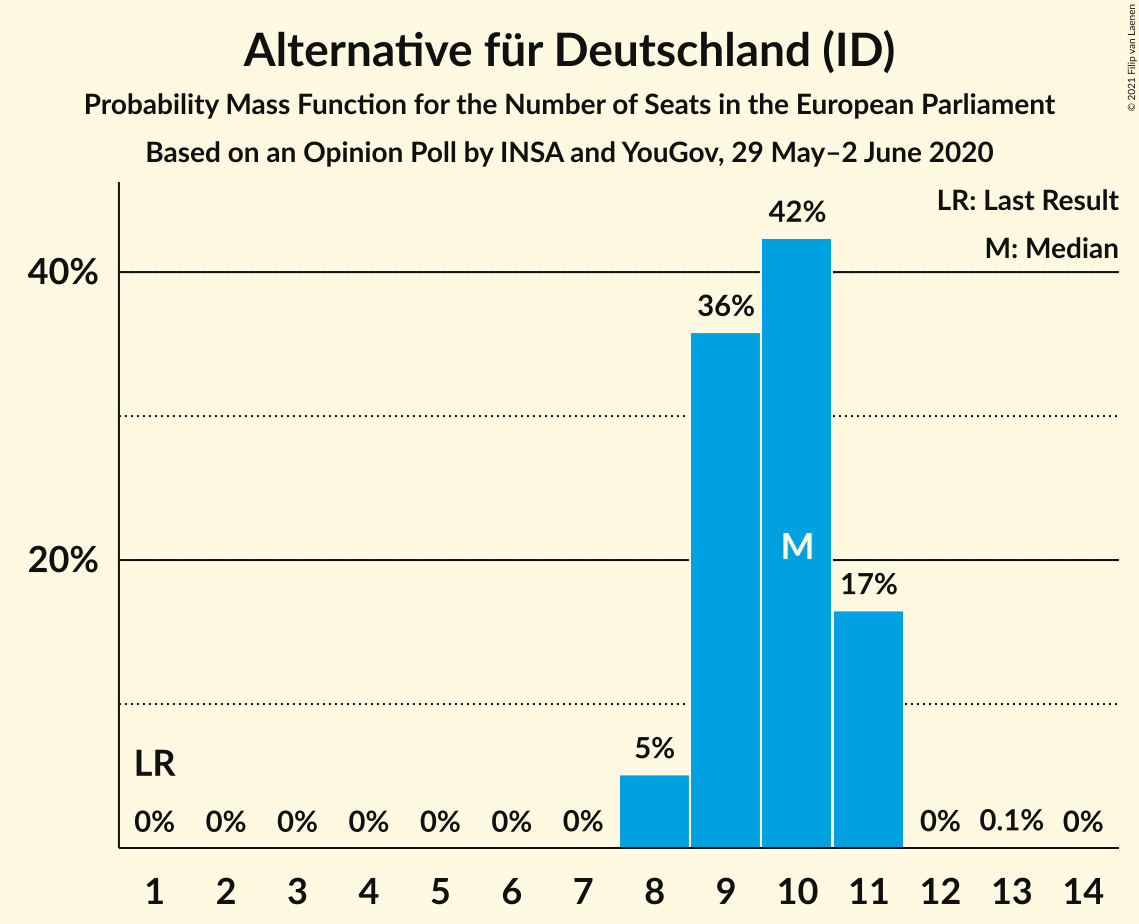 Alternative für Deutschland (ID)
Probability Mass Function for the Number of Seats in the European Parliament
Based on an Opinion Poll by INSA and YouGov, 29 May–2 June 2020
© 2021 Filip van Laenen
LR: Last Result
M: Median
40%
20%
42%
36%
M
17%
5%
LR
0% 0% 0% 0% 0% 0% 0% 0% 0.1% 0%
1 2 3 4 5 6 7 8 9 10 11 12 13 14